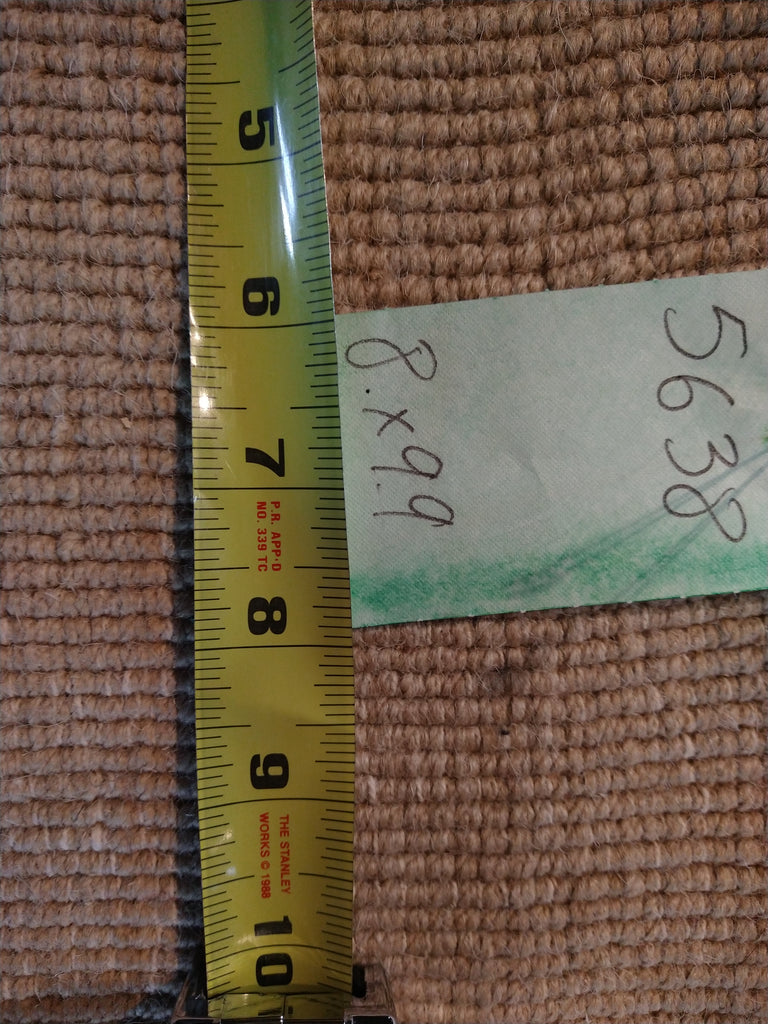 5
6
7
P.R. APP'D
NO. 339 TC
8
9
THE STANLEY
WORKS © 1988
10
5638
8.x9.9